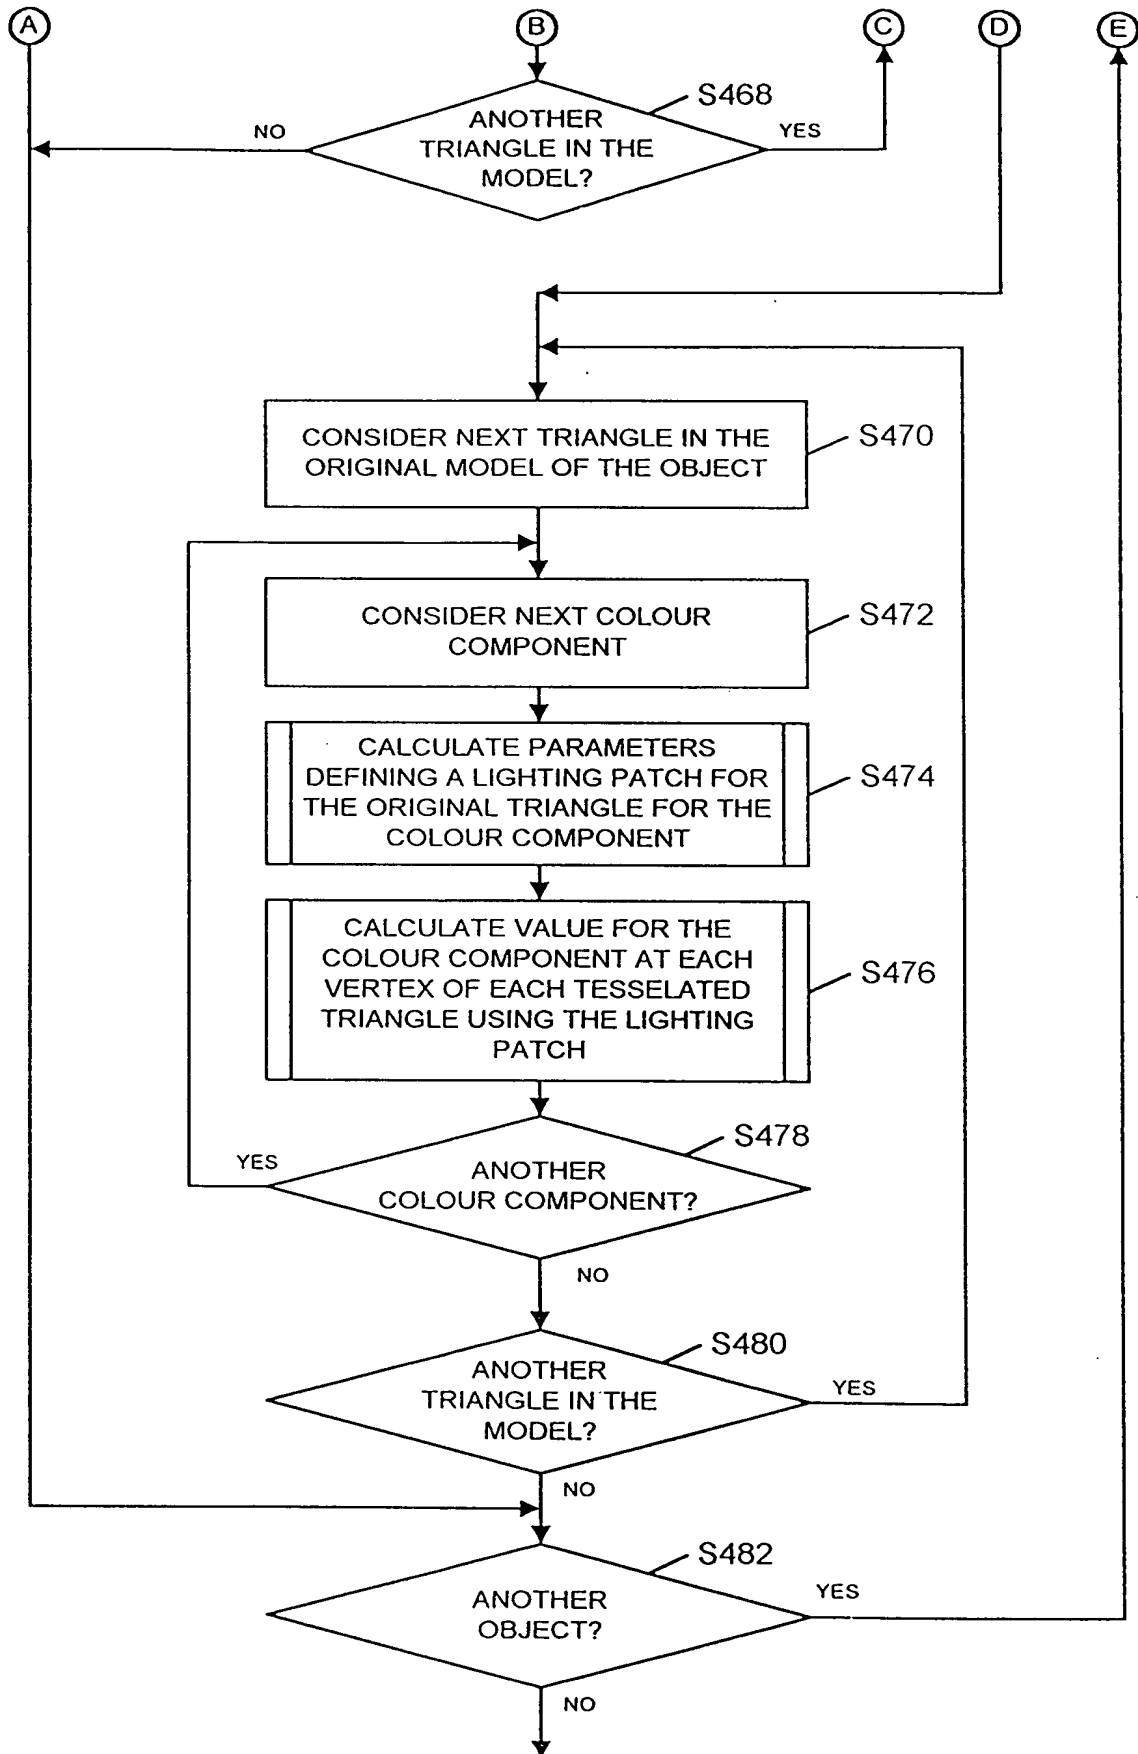 A
B
C
D
E
S468
ANOTHER
TRIANGLE IN THE
MODEL?
NO
YES
CONSIDER NEXT TRIANGLE IN THE
ORIGINAL MODEL OF THE OBJECT
S470
CONSIDER NEXT COLOUR
COMPONENT
S472
CALCULATE PARAMETERS
DEFINING A LIGHTING PATCH FOR
THE ORIGINAL TRIANGLE FOR THE
COLOUR COMPONENT
S474
CALCULATE VALUE FOR THE
COLOUR COMPONENT AT EACH
VERTEX OF EACH TESSELATED
TRIANGLE USING THE LIGHTING
PATCH
S476
S478
YES
ANOTHER
COLOUR COMPONENT?
NO
S480
ANOTHER
TRIANGLE IN THE
MODEL?
YES
NO
S482
ANOTHER
OBJECT?
YES
NO